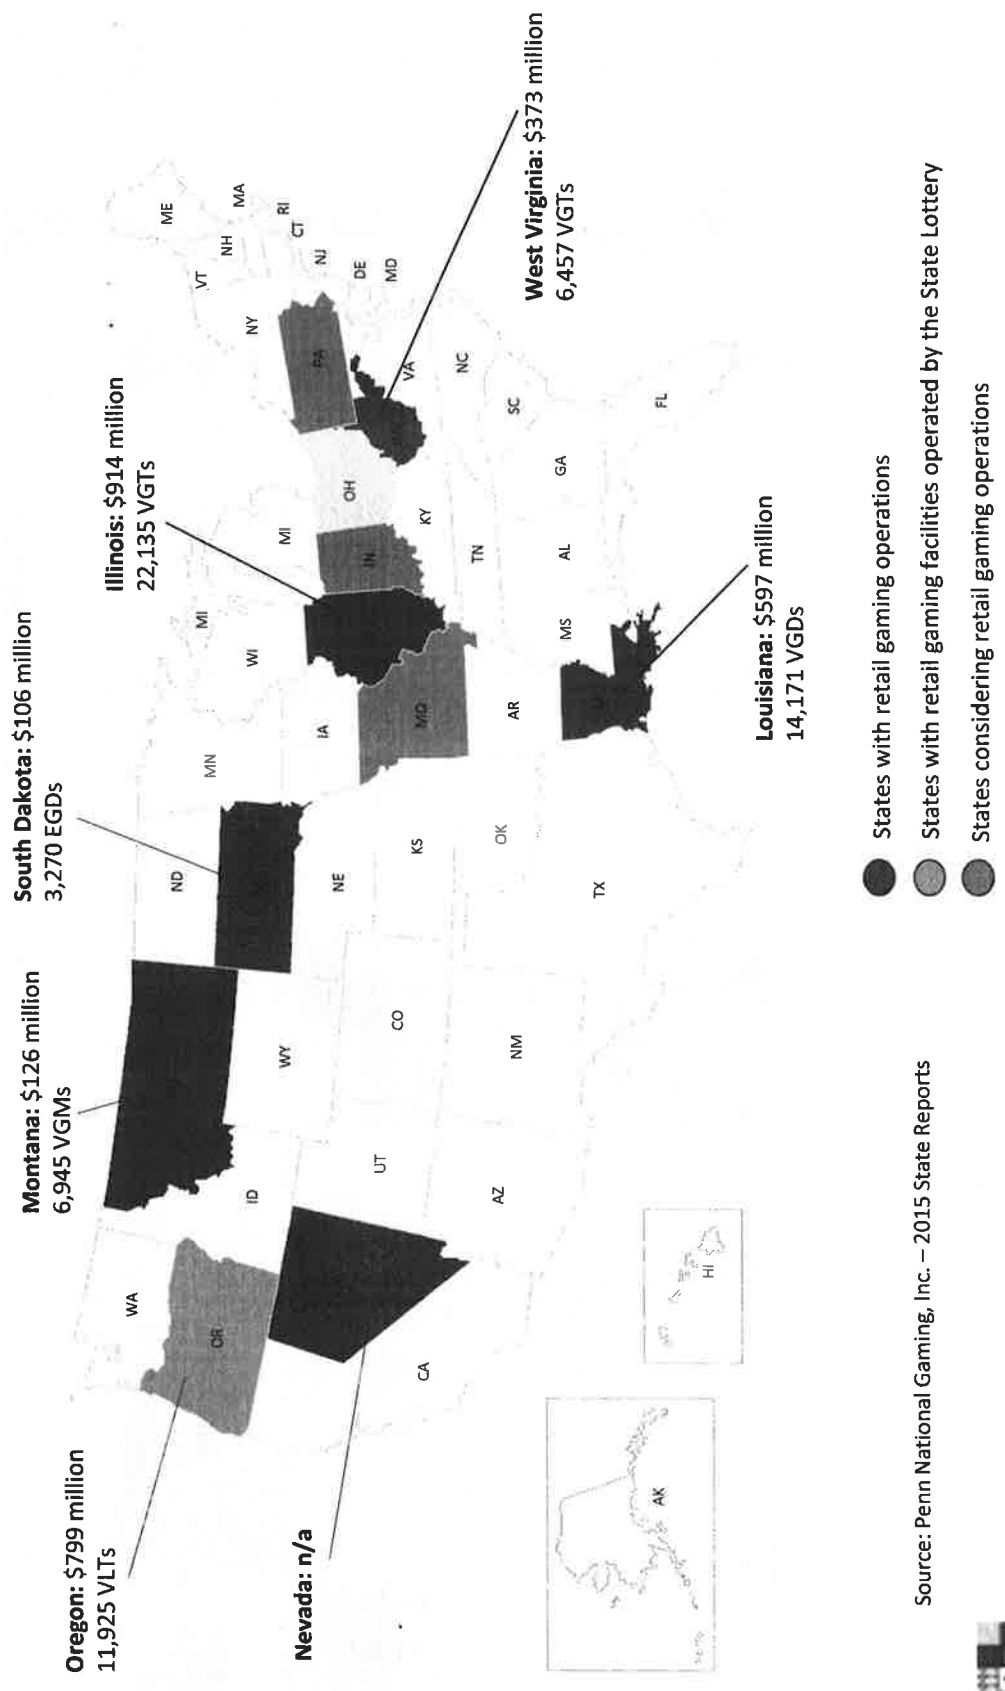 Oregon: $799 million
11,925 VLTs
Montana: $126 million
6,945 VGMs
South Dakota: $106 million
3,270 EGDs
Illinois: $914 million
22,135 VGTs
West Virginia: $373 million
6,457 VGTs
Louisiana: $597 million
14,171 VGDs
Nevada: n/a
WA
OR
CA
ID
UT
AZ
WY
CO
NM
ND
NE
KS
OK
TX
MN
IA
MO
AR
WI
MI
MI
IN
OH
KY
TN
MS
AL
GA
FL
SC
NC
VA
PA
NY
VT
NH
ME
MA
RI
CT
NJ
DE
MD
AK
HI
States with retail gaming operations
States with retail gaming facilities operated by the State Lottery
States considering retail gaming operations
Source: Penn National Gaming, Inc. – 2015 State Reports